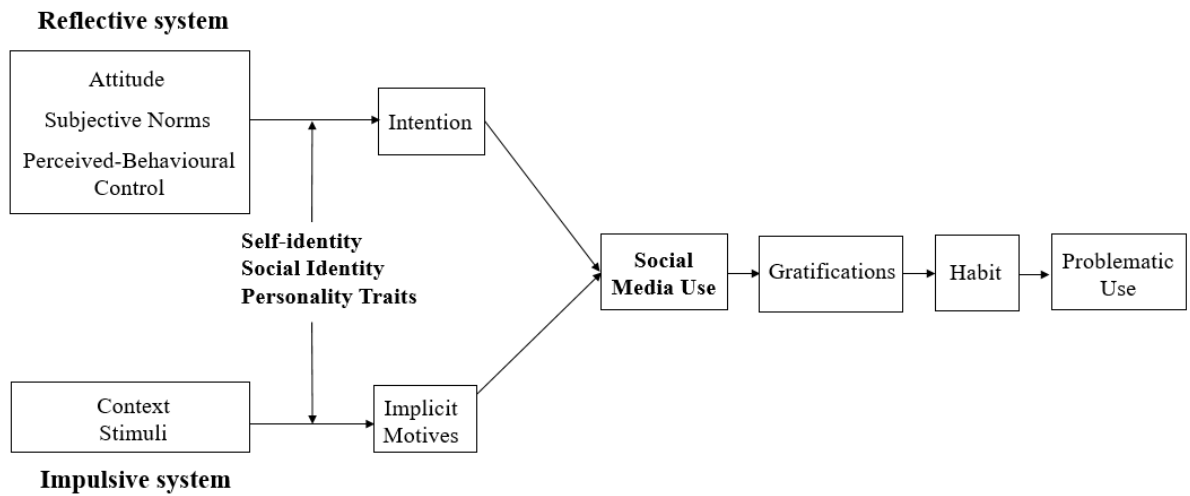 Reflective system
Attitude
Subjective Norms
Perceived-Behavioural
Control
Intention
Self-identity
Social Identity
Personality Traits
Social
Media Use
Gratifications
Habit
Problematic
Use
Context
Stimuli
Implicit
Motives
Impulsive system